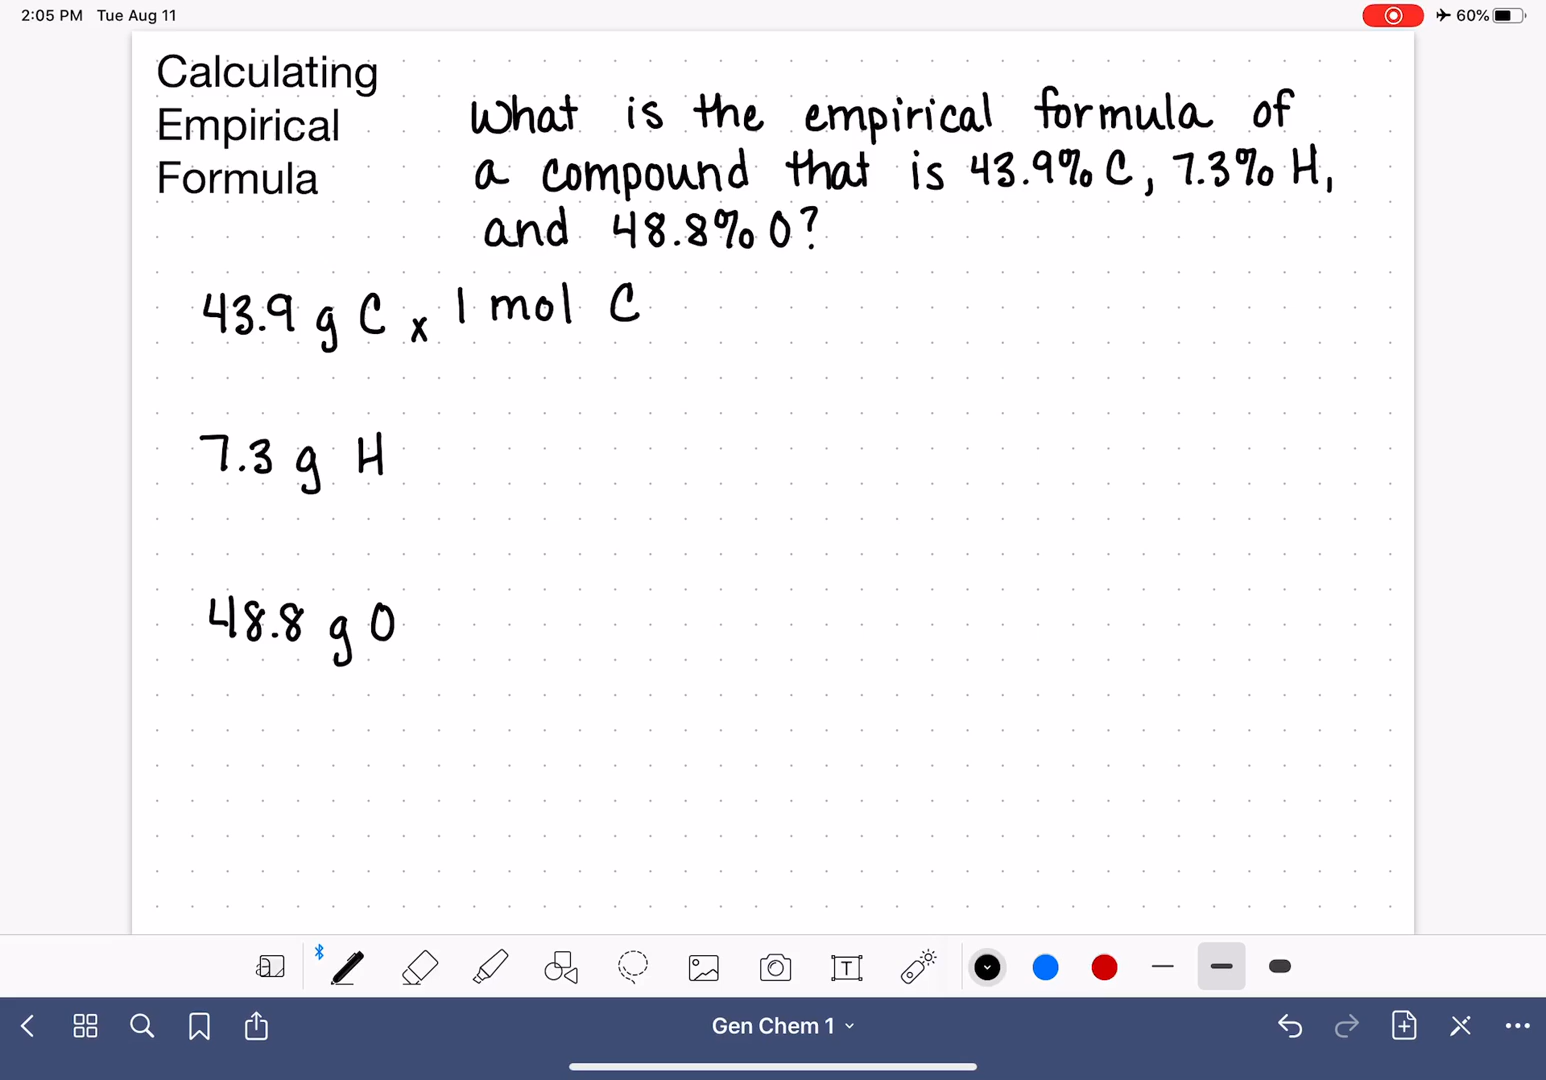 2:05 PM Tue Aug 11
60%
Calculating
Empirical
Formula
What is the empirical formula of
a compound that is 43.9% C, 7.3% H,
and 48.8% O?
43.9 g C x 1 mol C
7.3 g H
48.8 g O
T
Gen Chem 1